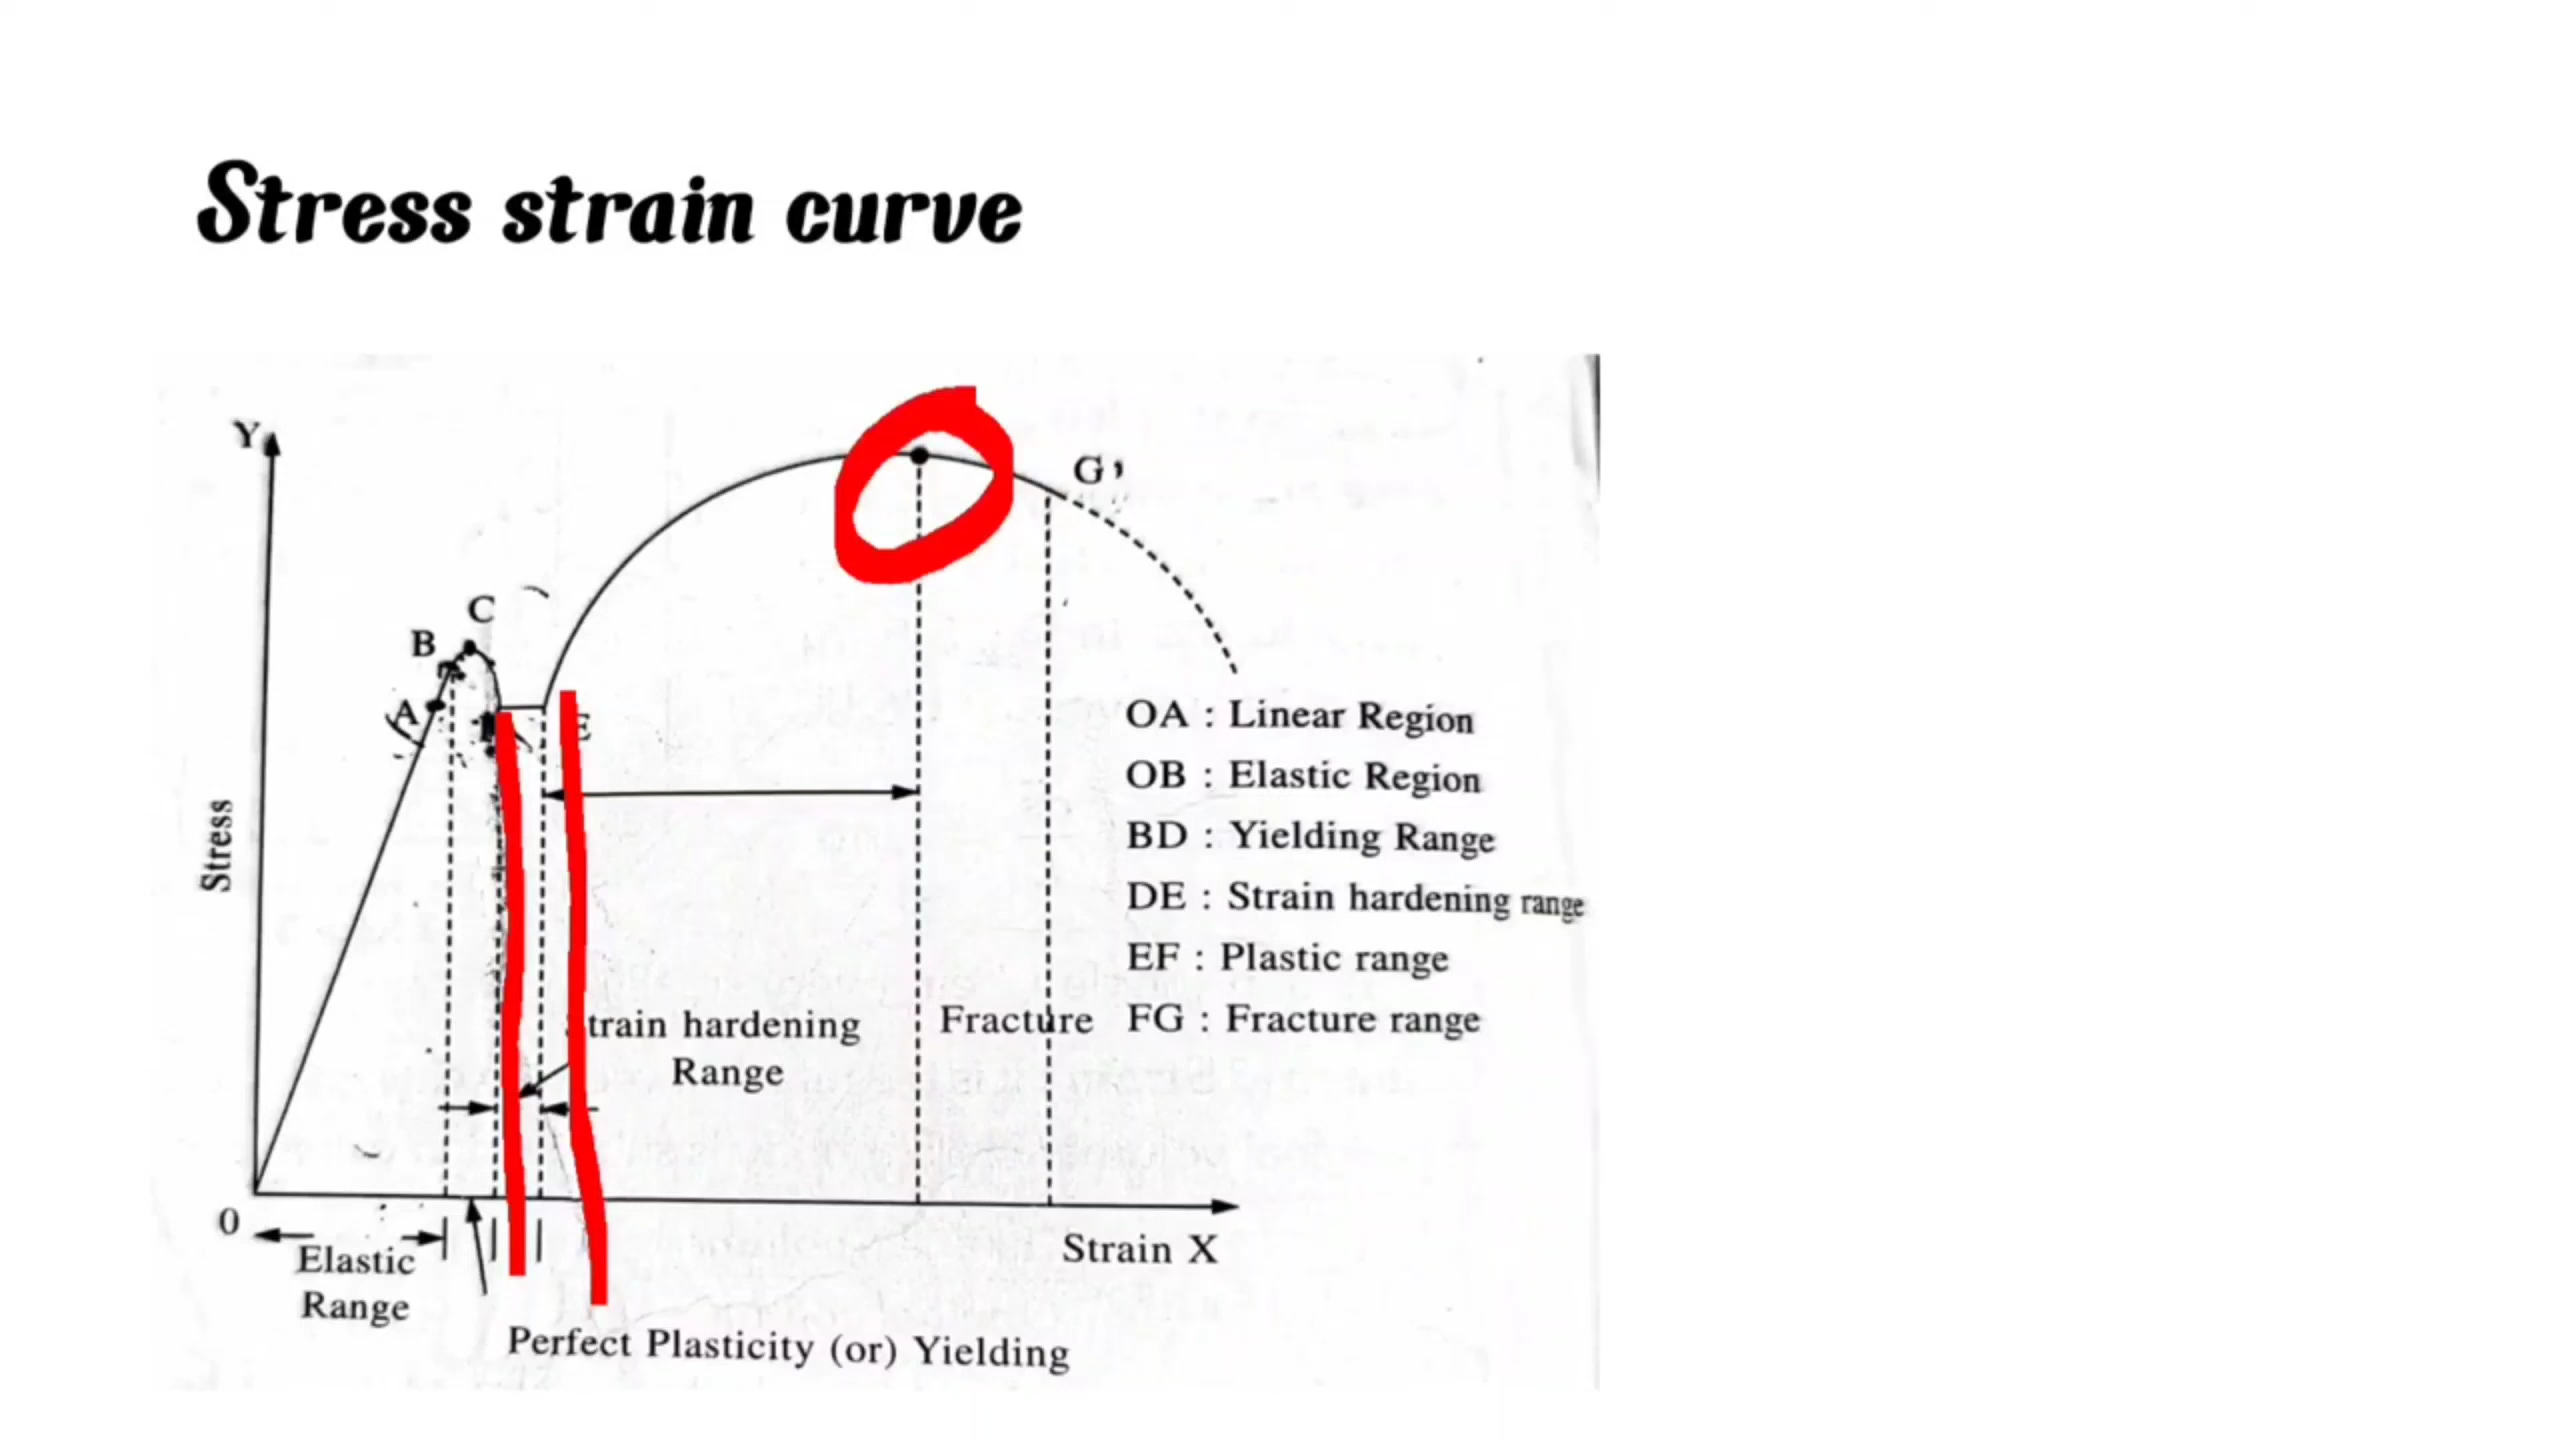 Stress strain curve
Y
G'
C
B
A
E
Stress
OA : Linear Region
OB : Elastic Region
BD : Yielding Range
DE : Strain hardening range
EF : Plastic range
FG : Fracture range
train hardening
Range
Fracture
0
Elastic
Range
Strain X
Perfect Plasticity (or) Yielding